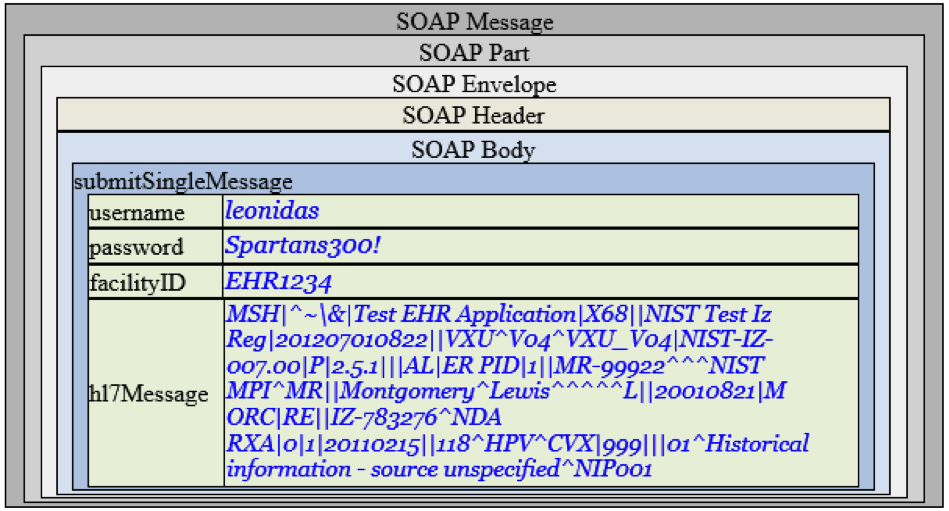 SOAP Message
SOAP Part
SOAP Envelope
SOAP Header
SOAP Body
submitSingleMessage
username leonidas
password Spartans300!
facilityID EHR1234
hl7Message
MSH|^~\&|Test EHR Application|X68||NIST Test Iz
Reg|201207010822||VXU^V04^VXU_V04|NIST-IZ-
007.00|P|2.5.1|||AL|ER PID|1||MR-99922^^^NIST
MPI^MR||Montgomery^Lewis^^^^^L||20010821|M
ORC|RE||IZ-783276^NDA
RXA|0|1|20110215||118^HPV^CVX|999|||01^Historical
information - source unspecified^NIP001